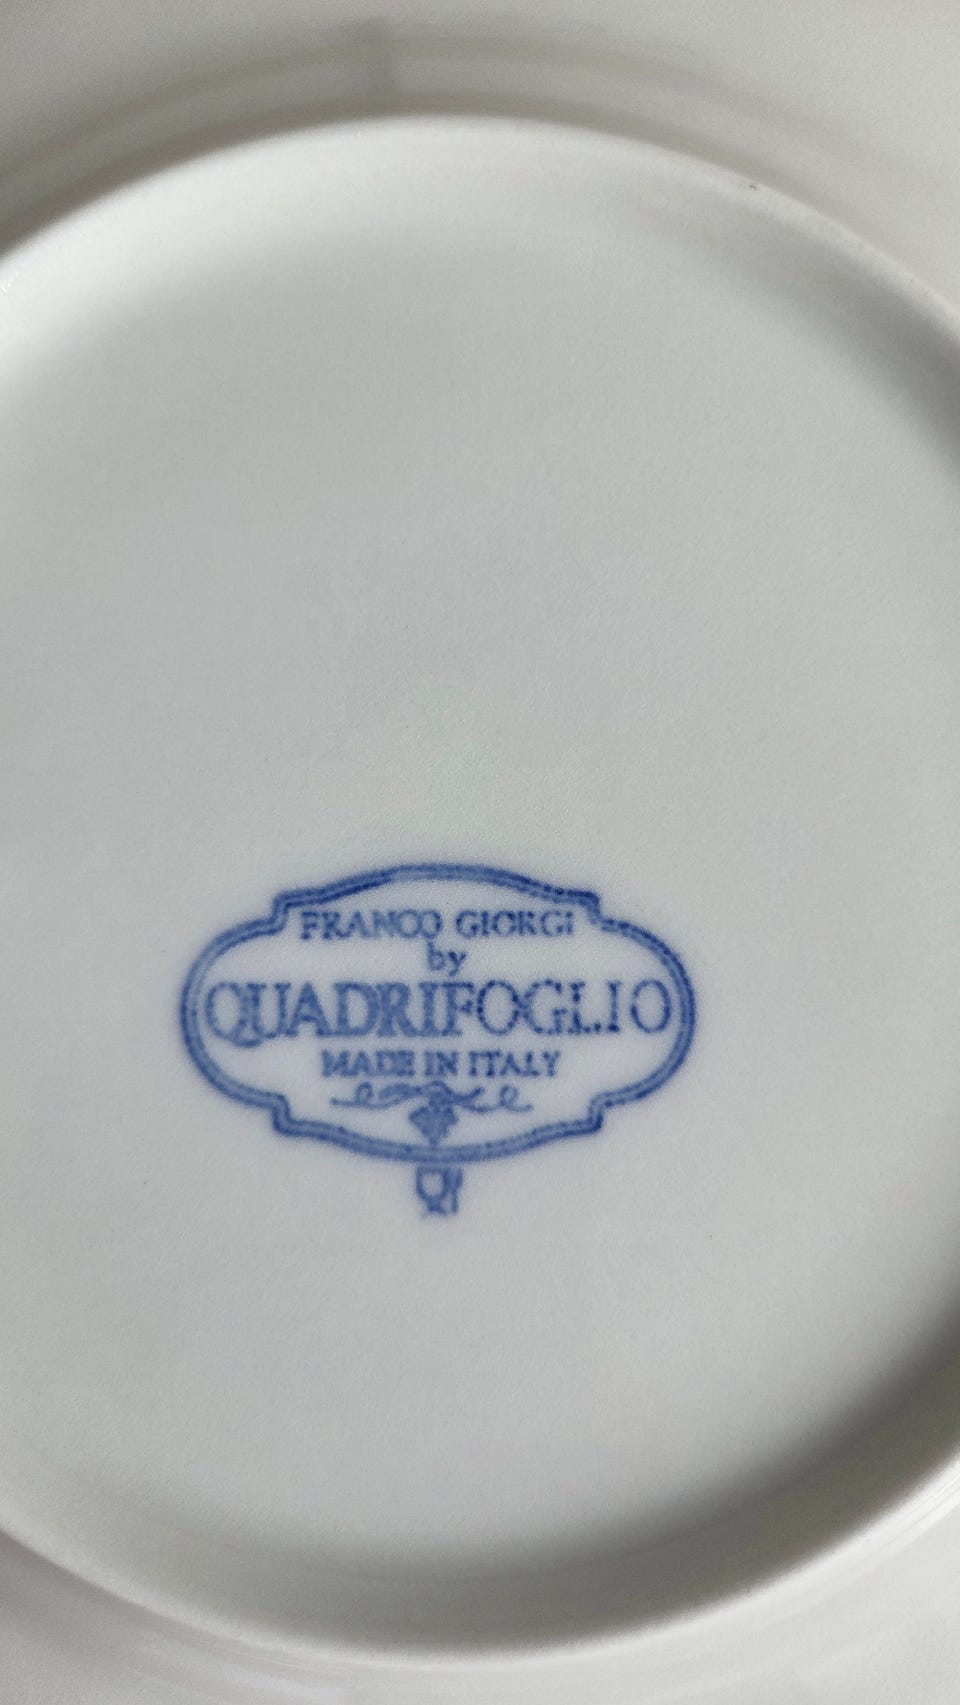 FRANCO GIORGI
by
QUADRIFOGLIO
MADE IN ITALY